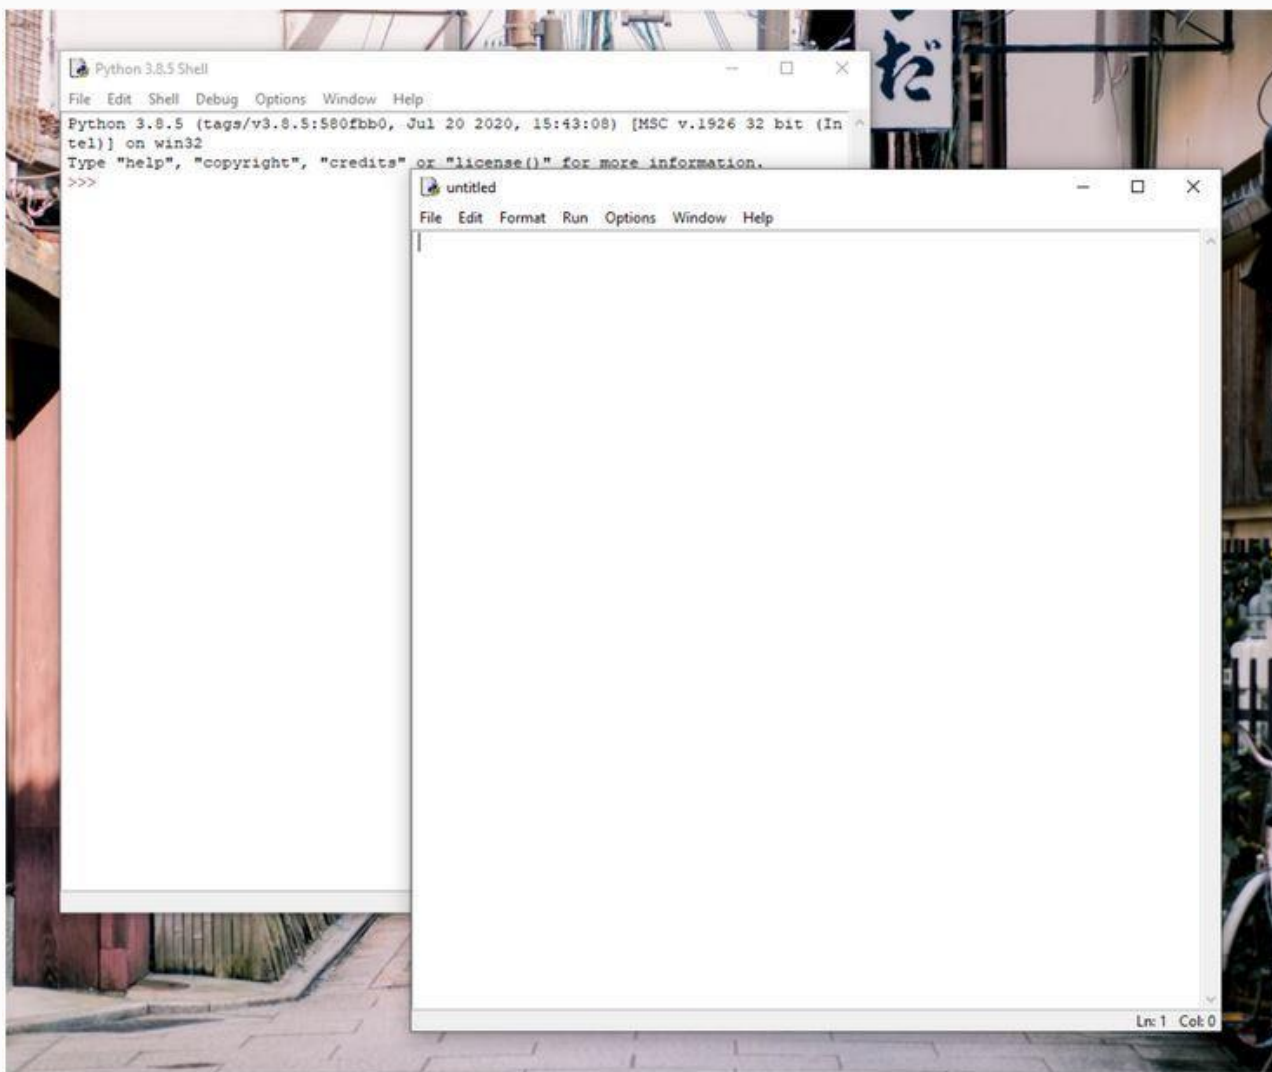 Python 3.8.5 Shell
File Edit Shell Debug Options Window Help
Python 3.8.5 (tags/v3.8.5:580fbb0, Jul 20 2020, 15:43:08) [MSC v.1926 32 bit (In
tel)] on win32
Type "help", "copyright", "credits" or "license()" for more information.
>>>
untitled
File Edit Format Run Options Window Help
Ln: 1 Col: 0
だ